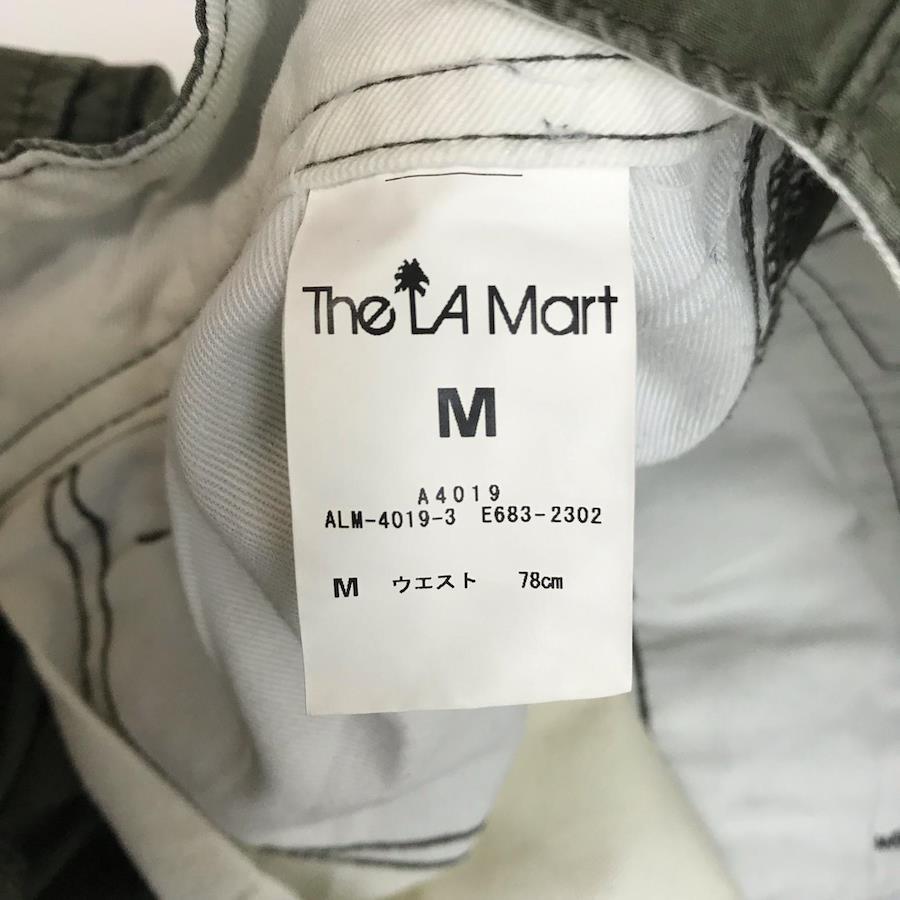 The LA Mart
M
A4019
ALM-4019-3 E683-2302
M ウエスト 78cm